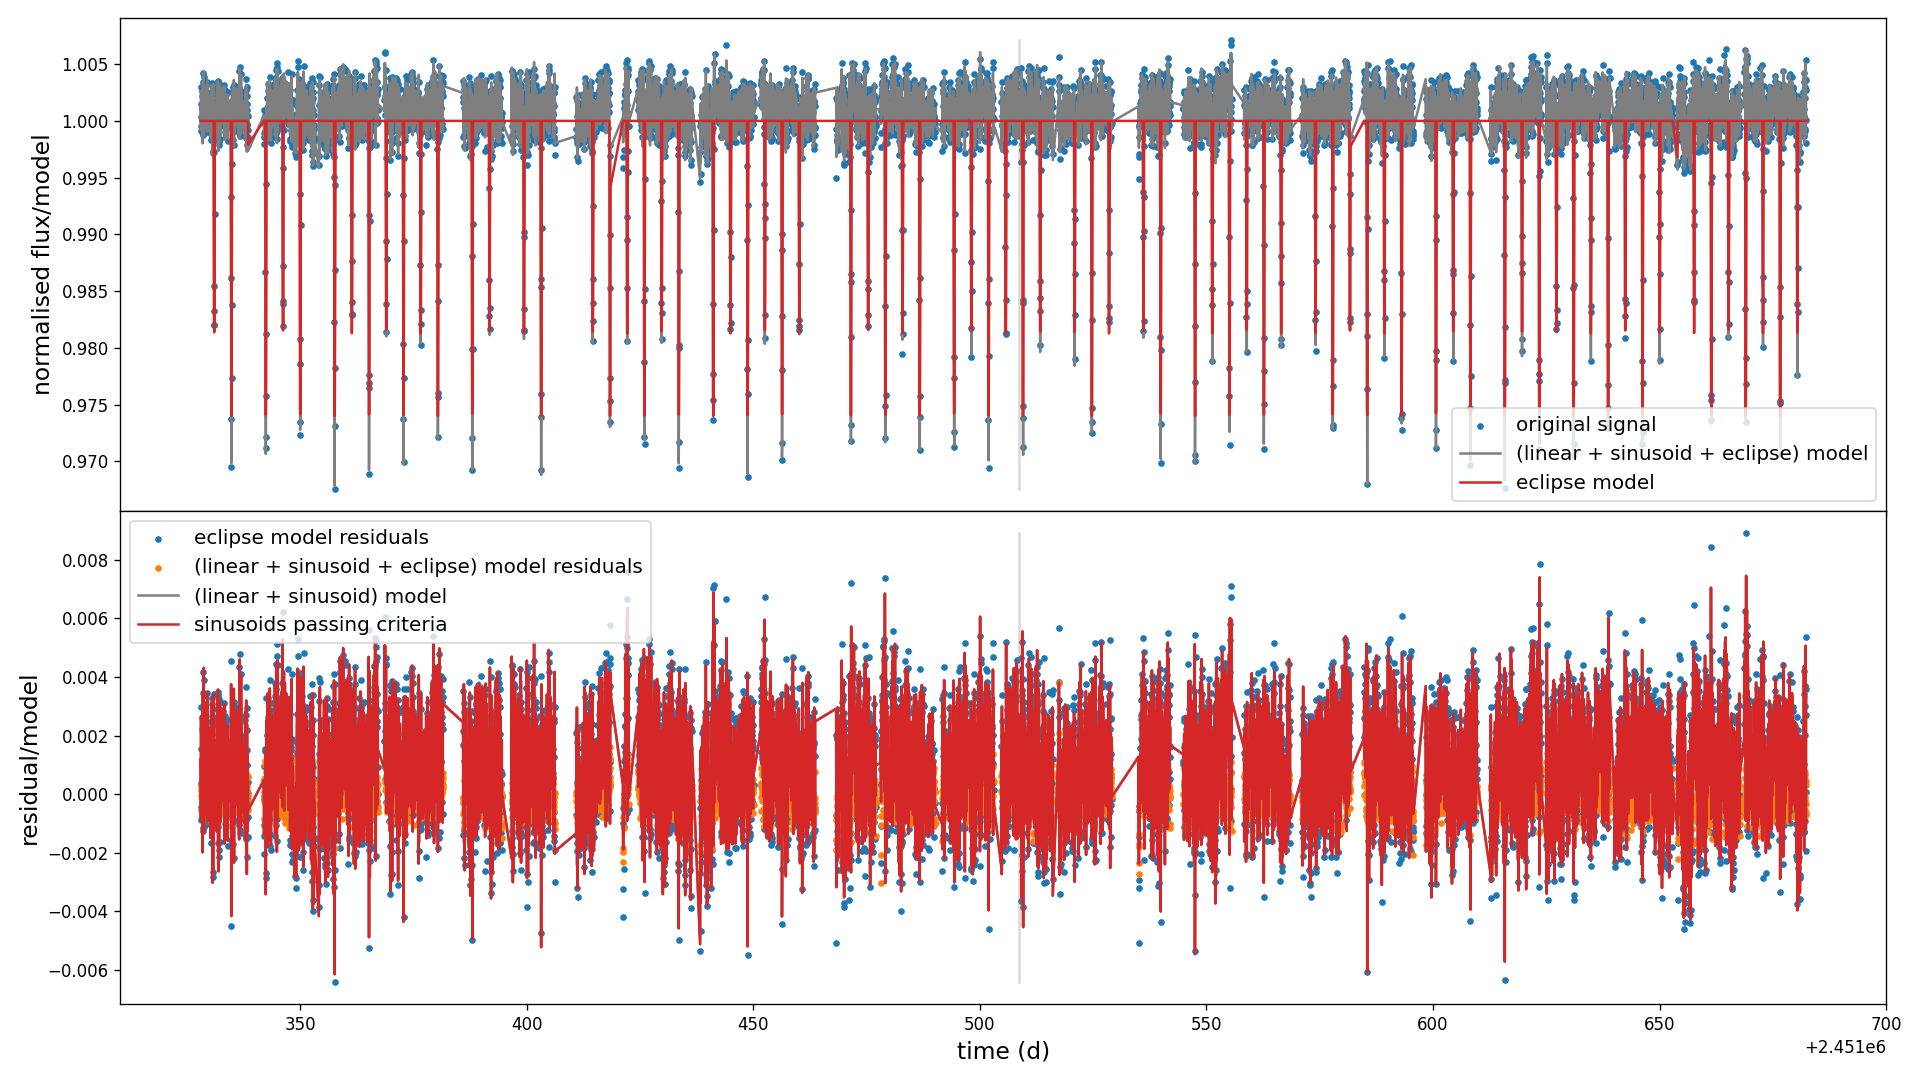 1.005
1.000
0.995
0.990
0.985
0.980
0.975
0.970
normalised flux/model
original signal
(linear + sinusoid + eclipse) model
eclipse model
eclipse model residuals
(linear + sinusoid + eclipse) model residuals
(linear + sinusoid) model
sinusoids passing criteria
0.008
0.006
0.004
0.002
0.000
−0.002
−0.004
−0.006
residual/model
350 400 450 500 550 600 650 700
time (d)
+2.451e6